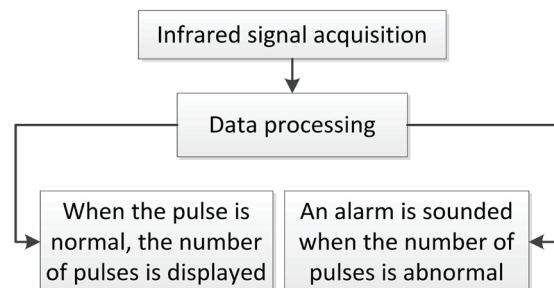 Infrared signal acquisition
Data processing
When the pulse is
normal, the number
of pulses is displayed
An alarm is sounded
when the number of
pulses is abnormal